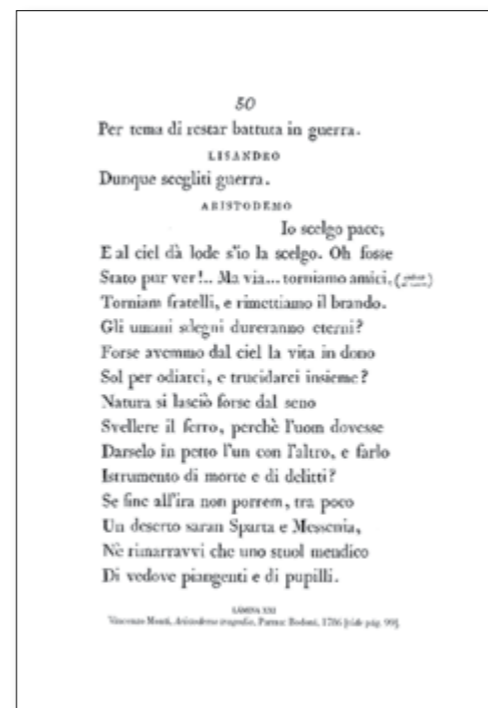 50
Per tema di restar battuta in guerra.
LISANDRO
Dunque scegliti guerra.
ARISTODEMO
Io scelgo pace;
E al ciel dà lode s'io la scelgo. Oh fosse
Stato pur ver!.. Ma via... torniamo amici,
Torniam fratelli, e rimettiamo il brando.
Gli umani sdegni dureranno eterni?
Forse avemmo dal ciel la vita in dono
Sol per odiarci, e trucidarci insieme?
Natura si lasciò forse dal seno
Svellere il ferro, perchè l'uom dovesse
Darselo in petto l'un con l'altro, e farlo
Istrumento di morte e di delitti?
Se fine all'ira non porrem, tra poco
Un deserto saran Sparta e Messenia,
Nè rimarravvi che uno stuol mendico
Di vedove piangenti e di pupilli.
LÁMINA XXI
Vincenzo Monti, Aristodemo tragedia, Parma: Bodoni, 1786 [vide pág. 99].